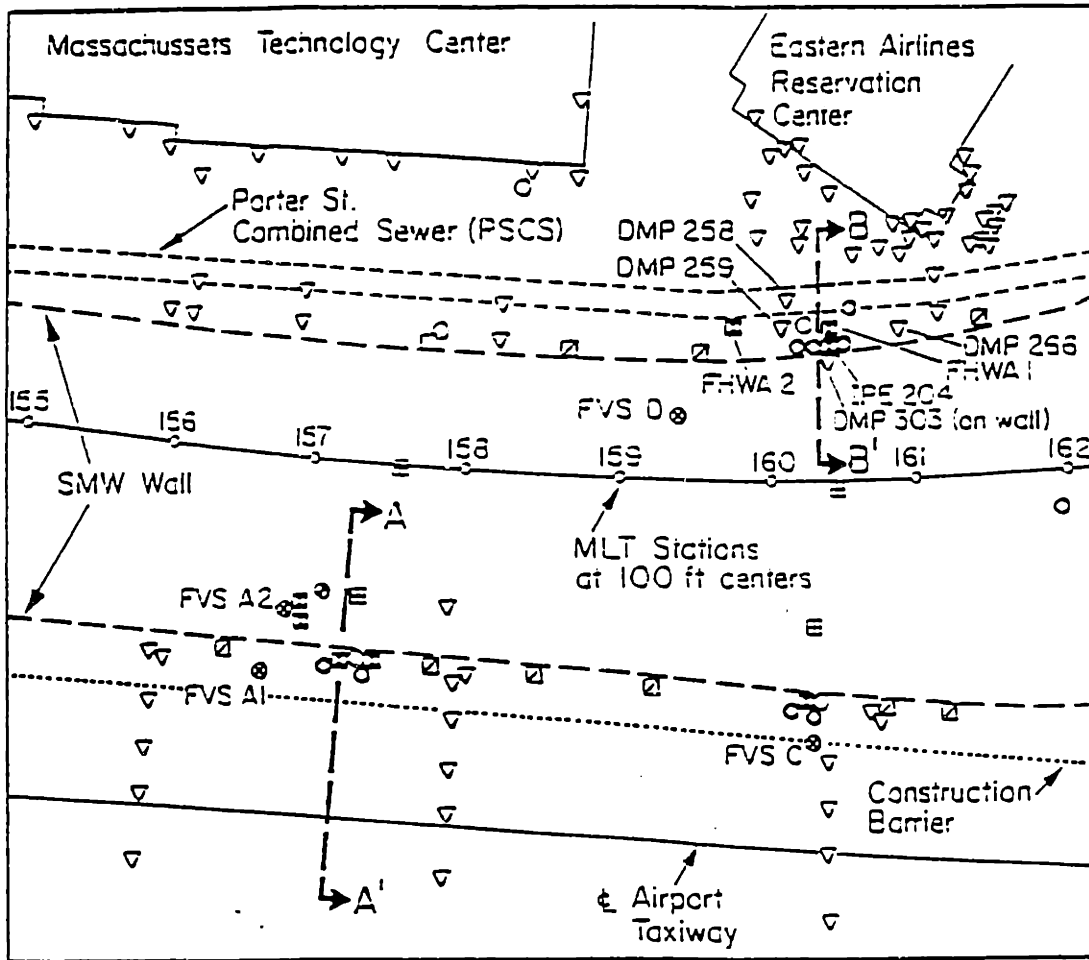 Massachussets Technology Center
Eastern Airlines
Reservation
Center
Porter St.
Combined Sewer (PSCS)
DMP 258
DMP 259
B
DMP 256
FHWA 1
FHWA 2
IPE 204
DMP 303 (on wall)
FVS D
B'
155
156
157
158
159
160
161
162
SMW Wall
A
MLT Stations
at 100 ft centers
FVS A2
FVS A1
FVS C
Construction
Barrier
A'
℄ Airport
Taxiway